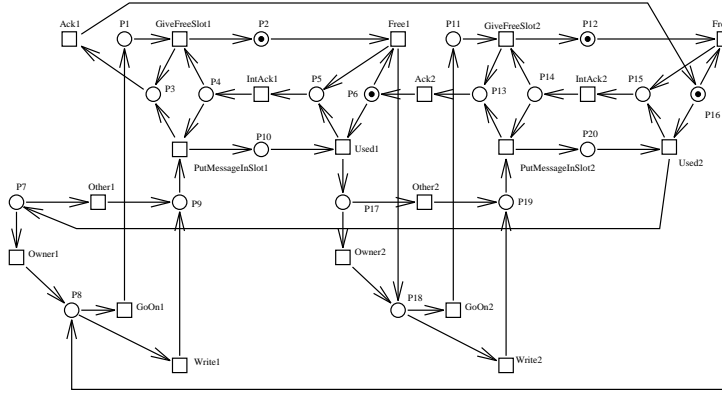 Ack1 P1 GiveFreeSlot1 P2 Free1 P11 GiveFreeSlot2 P12
P3 P4 IntAck1 P5 P6 Ack2 P13 P14 IntAck2 P15 P16
P10 Used1 P20 Used2
PutMessageInSlot1 PutMessageInSlot2
P7 Other1 P9 P17 Other2 P19
Owner1 Owner2
P8 GoOn1 P18 GoOn2
Write1 Write2